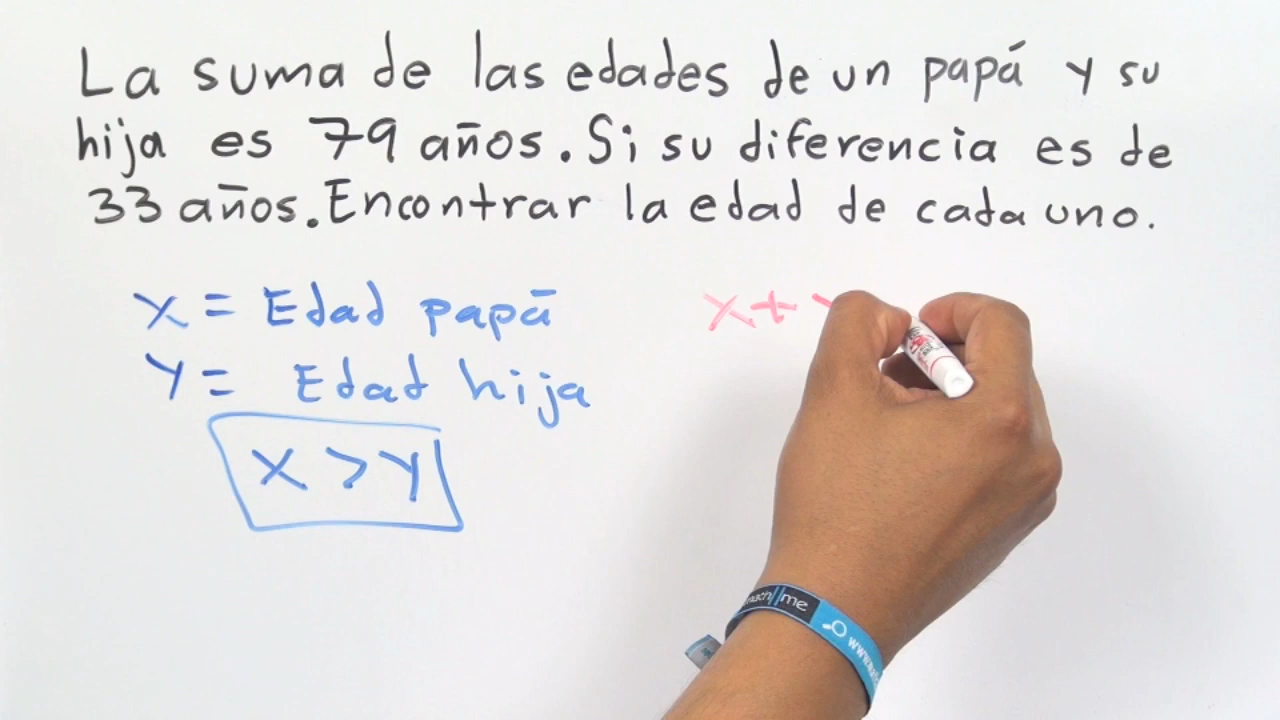 La suma de las edades de un papá y su
hija es 79 años. Si su diferencia es de
33 años. Encontrar la edad de cada uno.
X = Edad papá
Y = Edad hija
X > Y
X +
me